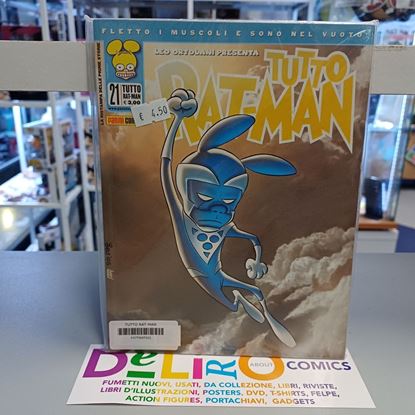 FLETTO I MUSCOLI E SONO NEL VUOTO
LEO ORTOLANI PRESENTA
TUTTO
RAT-MAN
21
TUTTO
RAT-MAN
€ 3,00
PANINI COMICS
€ 4,50
TUTTO RAT-MAN
DELIRO
ABOUT
COMICS
FUMETTI NUOVI, USATI, DA COLLEZIONE, LIBRI, RIVISTE,
LIBRI D'ILLUSTRAZIONI, POSTERS, DVD, T-SHIRTS, FELPE,
ACTION FIGURES, PORTACHIAVI, GADGETS